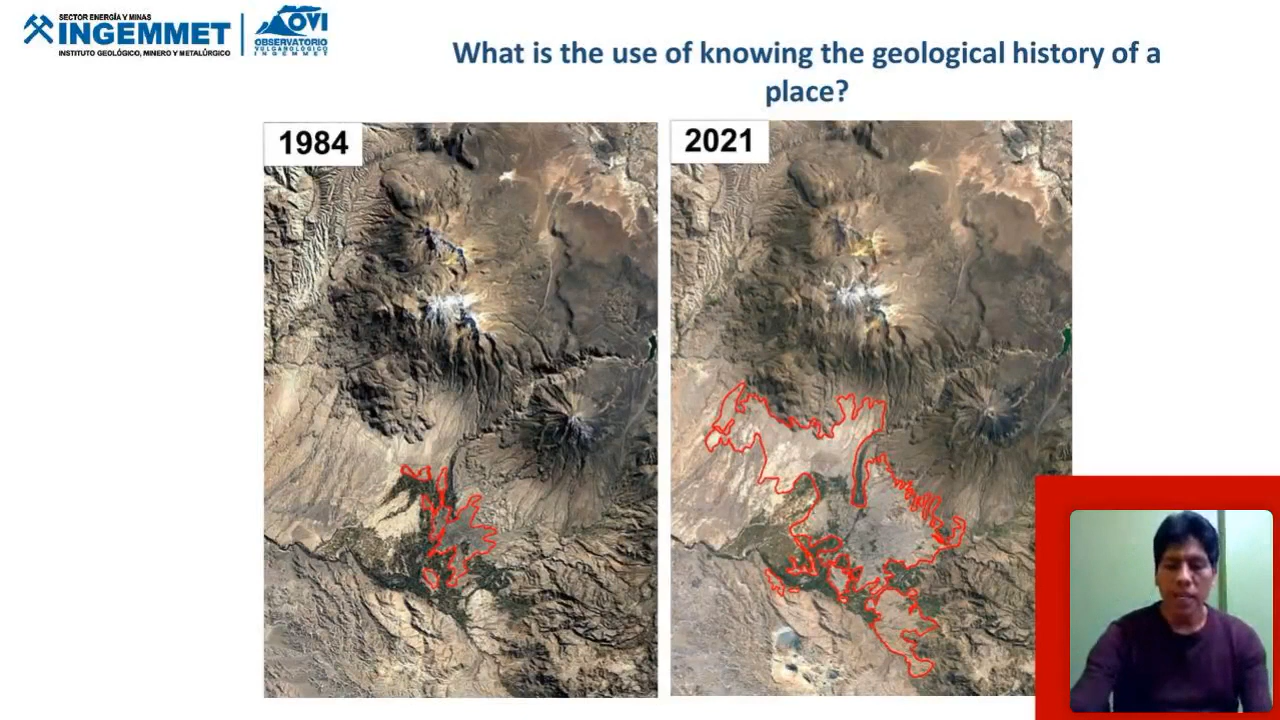 SECTOR ENERGÍA Y MINAS
INGEMMET
INSTITUTO GEOLÓGICO, MINERO Y METALÚRGICO
OVI
OBSERVATORIO
VULCANOLÓGICO
INGEMMET
What is the use of knowing the geological history of a
place?
1984
2021